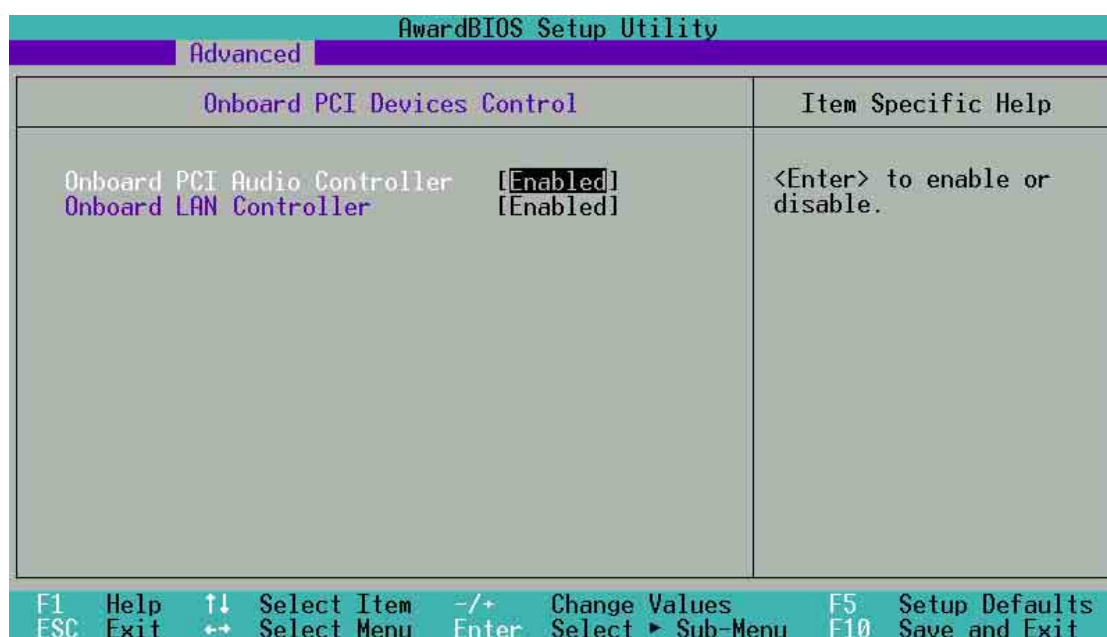 AwardBIOS Setup Utility
Advanced
Onboard PCI Devices Control
Item Specific Help
Onboard PCI Audio Controller [Enabled]
Onboard LAN Controller [Enabled]
<Enter> to enable or
disable.
F1 Help ↑↓ Select Item -/+ Change Values F5 Setup Defaults
ESC Exit ←→ Select Menu Enter Select ► Sub-Menu F10 Save and Exit